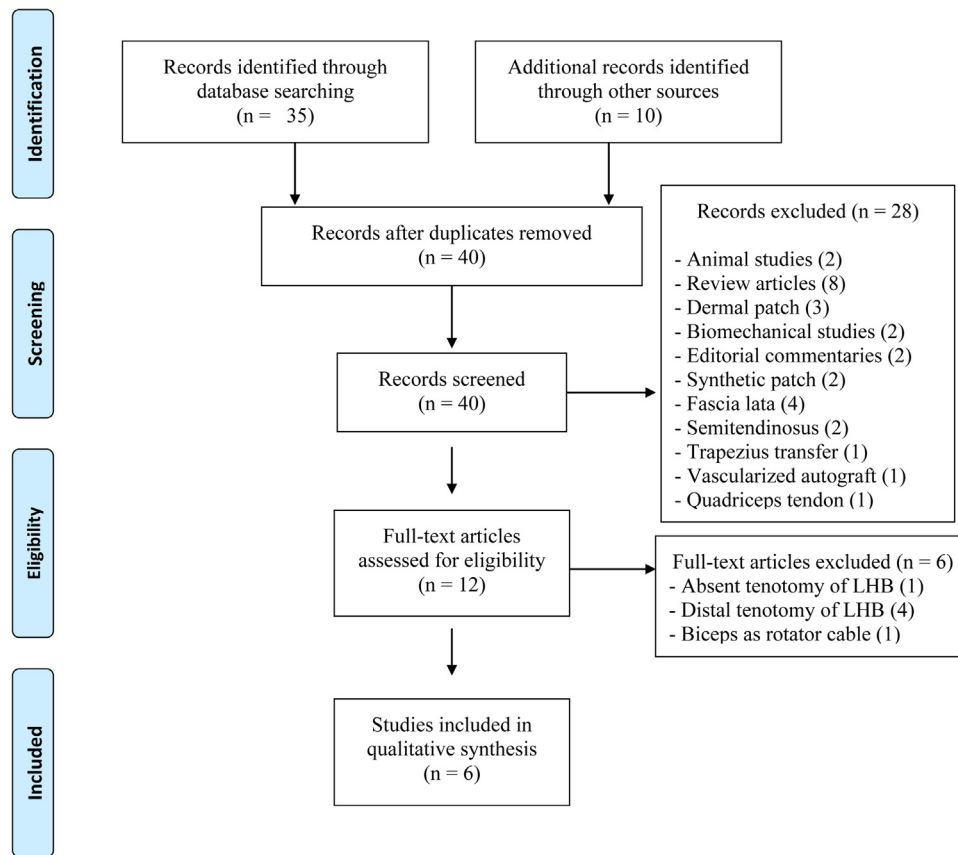 Identification
Records identified through
database searching
(n = 35)
Additional records identified
through other sources
(n = 10)
Screening
Records after duplicates removed
(n = 40)
Records screened
(n = 40)
Records excluded (n = 28)
- Animal studies (2)
- Review articles (8)
- Dermal patch (3)
- Biomechanical studies (2)
- Editorial commentaries (2)
- Synthetic patch (2)
- Fascia lata (4)
- Semitendinosus (2)
- Trapezius transfer (1)
- Vascularized autograft (1)
- Quadriceps tendon (1)
Eligibility
Full-text articles
assessed for eligibility
(n = 12)
Full-text articles excluded (n = 6)
- Absent tenotomy of LHB (1)
- Distal tenotomy of LHB (4)
- Biceps as rotator cable (1)
Included
Studies included in
qualitative synthesis
(n = 6)